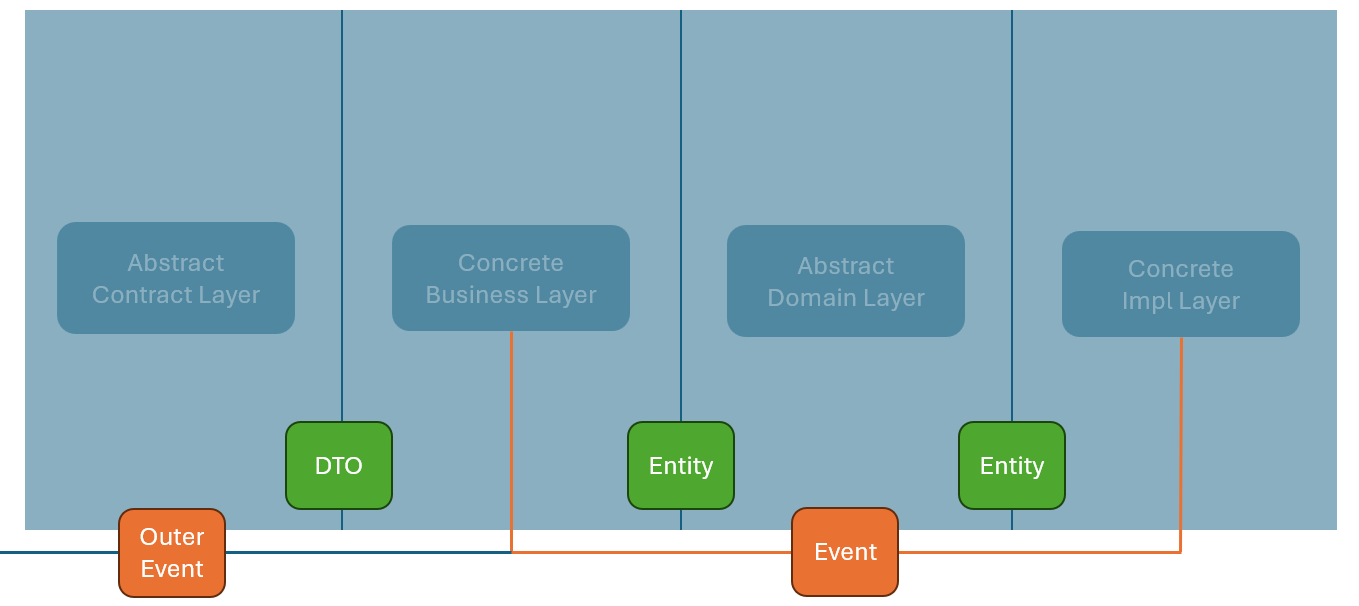 Abstract
Contract Layer
Concrete
Business Layer
Abstract
Domain Layer
Concrete
Impl Layer
DTO
Entity
Entity
Outer
Event
Event